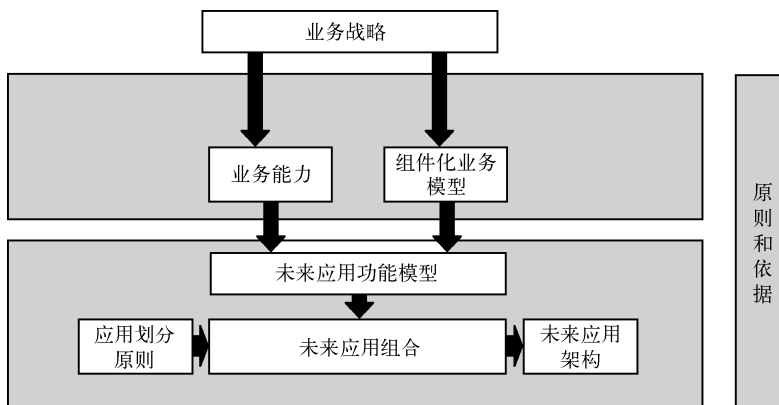 业务战略
业务能力
组件化业务
模型
未来应用功能模型
应用划分
原则
未来应用组合
未来应用
架构
原
则
和
依
据